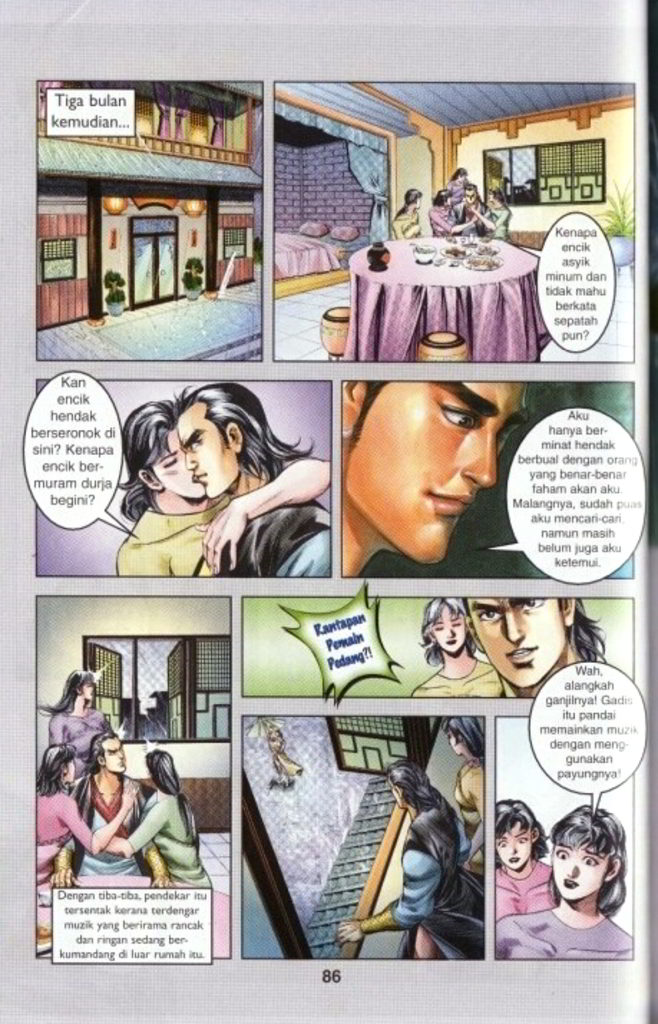 Tiga bulan
kemudian...
Kenapa
encik
asyik
minum dan
tidak mahu
berkata
sepatah
pun?
Kan
encik
hendak
berseronok di
sini? Kenapa
encik ber-
muram durja
begini?
Aku
hanya ber-
minat hendak
berbual dengan orang
yang benar-benar
faham akan aku.
Malangnya, sudah puas
aku mencari-cari,
namun masih
belum juga aku
ketemui.
Dengan tiba-tiba, pendekar itu
tersentak kerana terdengar
muzik yang berirama rancak
dan ringan sedang ber-
kumandang di luar rumah itu.
Rantapan
Pemain
Pedang?!
Wah,
alangkah
ganjilnya! Gadis
itu pandai
memainkan muzik
dengan meng-
gunakan
payungnya!
86